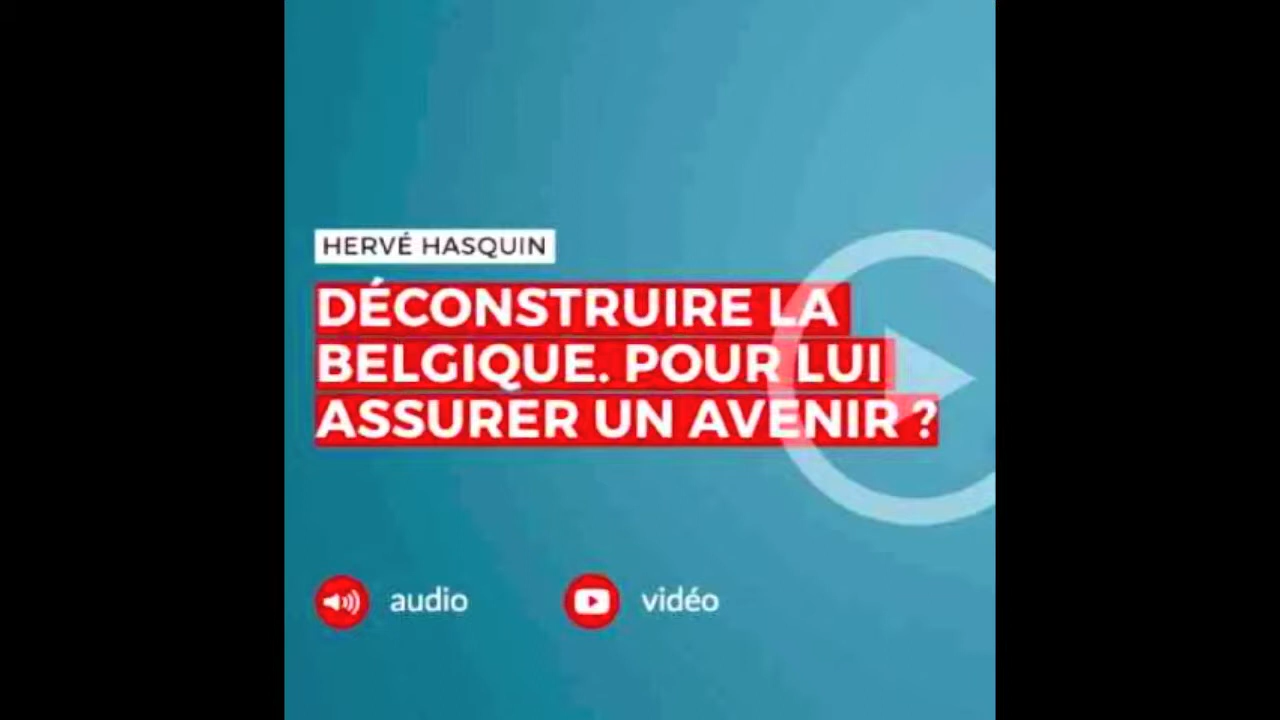 HERVÉ HASQUIN
DÉCONSTRUIRE LA
BELGIQUE. POUR LUI
ASSURER UN AVENIR ?
audio
vidéo